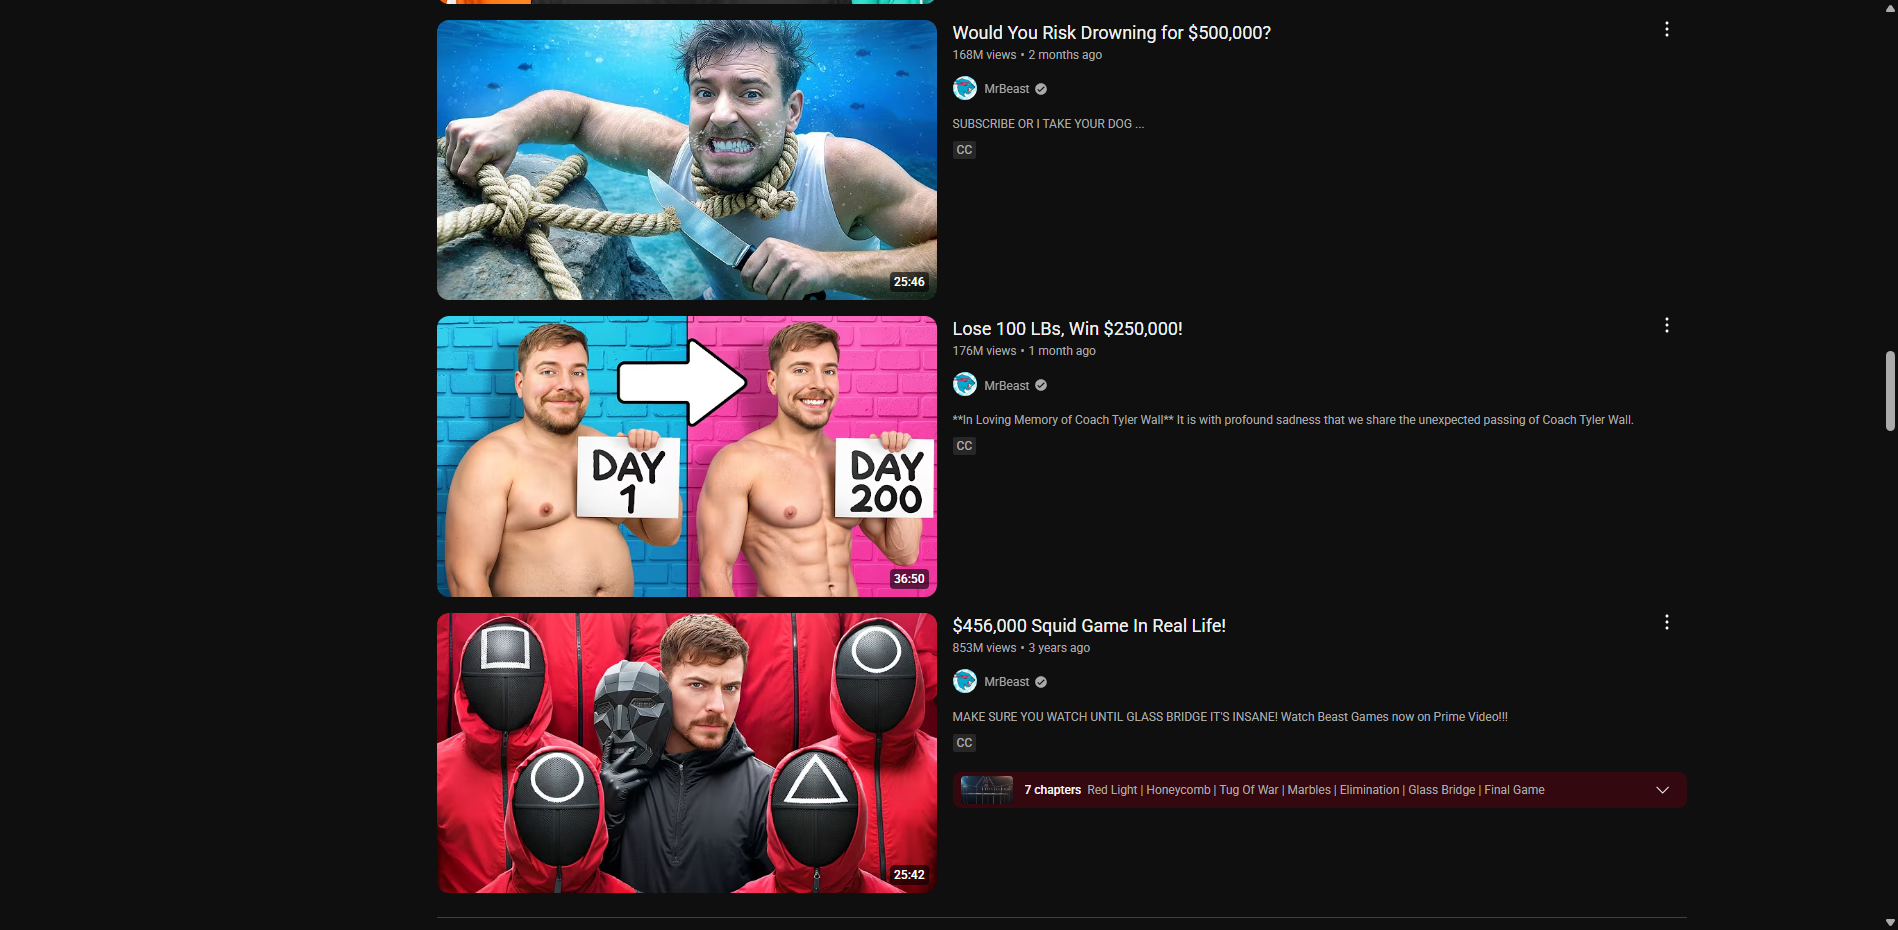 Would You Risk Drowning for $500,000?
168M views • 2 months ago
MrBeast
SUBSCRIBE OR I TAKE YOUR DOG ...
CC
25:46
Lose 100 LBs, Win $250,000!
176M views • 1 month ago
MrBeast
**In Loving Memory of Coach Tyler Wall** It is with profound sadness that we share the unexpected passing of Coach Tyler Wall.
CC
DAY
1
DAY
200
36:50
$456,000 Squid Game In Real Life!
853M views • 3 years ago
MrBeast
MAKE SURE YOU WATCH UNTIL GLASS BRIDGE IT'S INSANE! Watch Beast Games now on Prime Video!!!
CC
7 chapters Red Light | Honeycomb | Tug Of War | Marbles | Elimination | Glass Bridge | Final Game
25:42